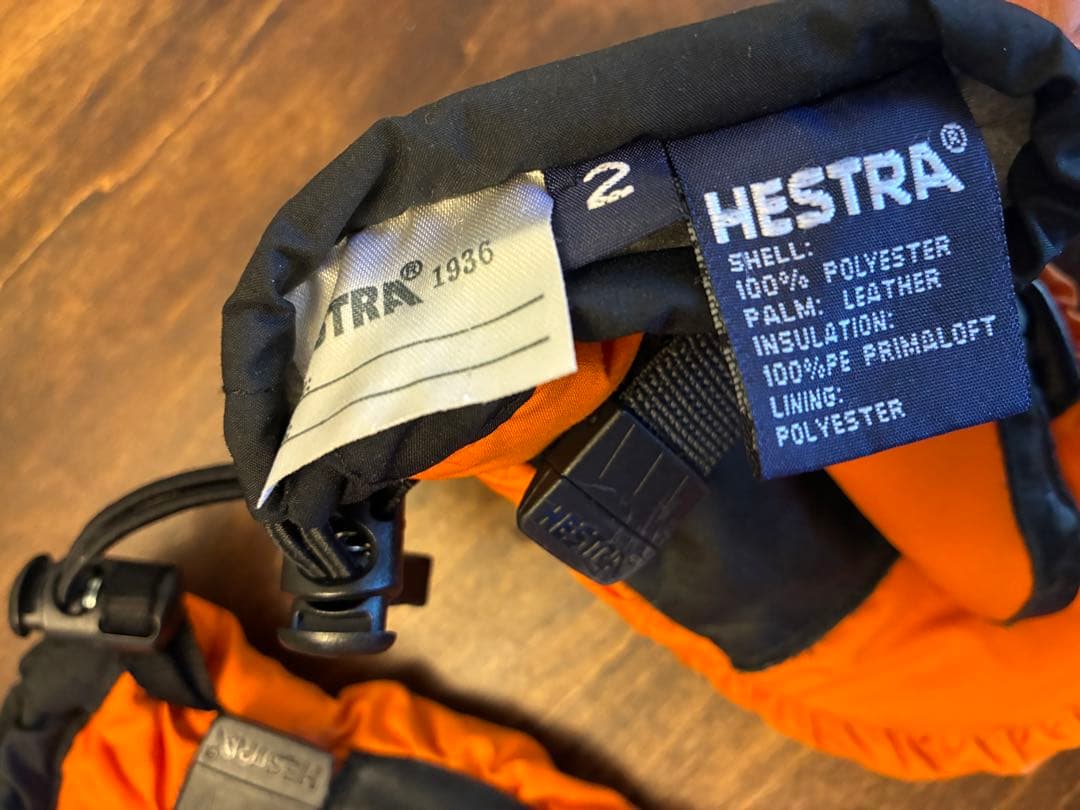 STRA® 1936
2
HESTRA®
SHELL:
100% POLYESTER
PALM: LEATHER
INSULATION:
100%PE PRIMALOFT
LINING:
POLYESTER
HESTRA®
HESTRA®